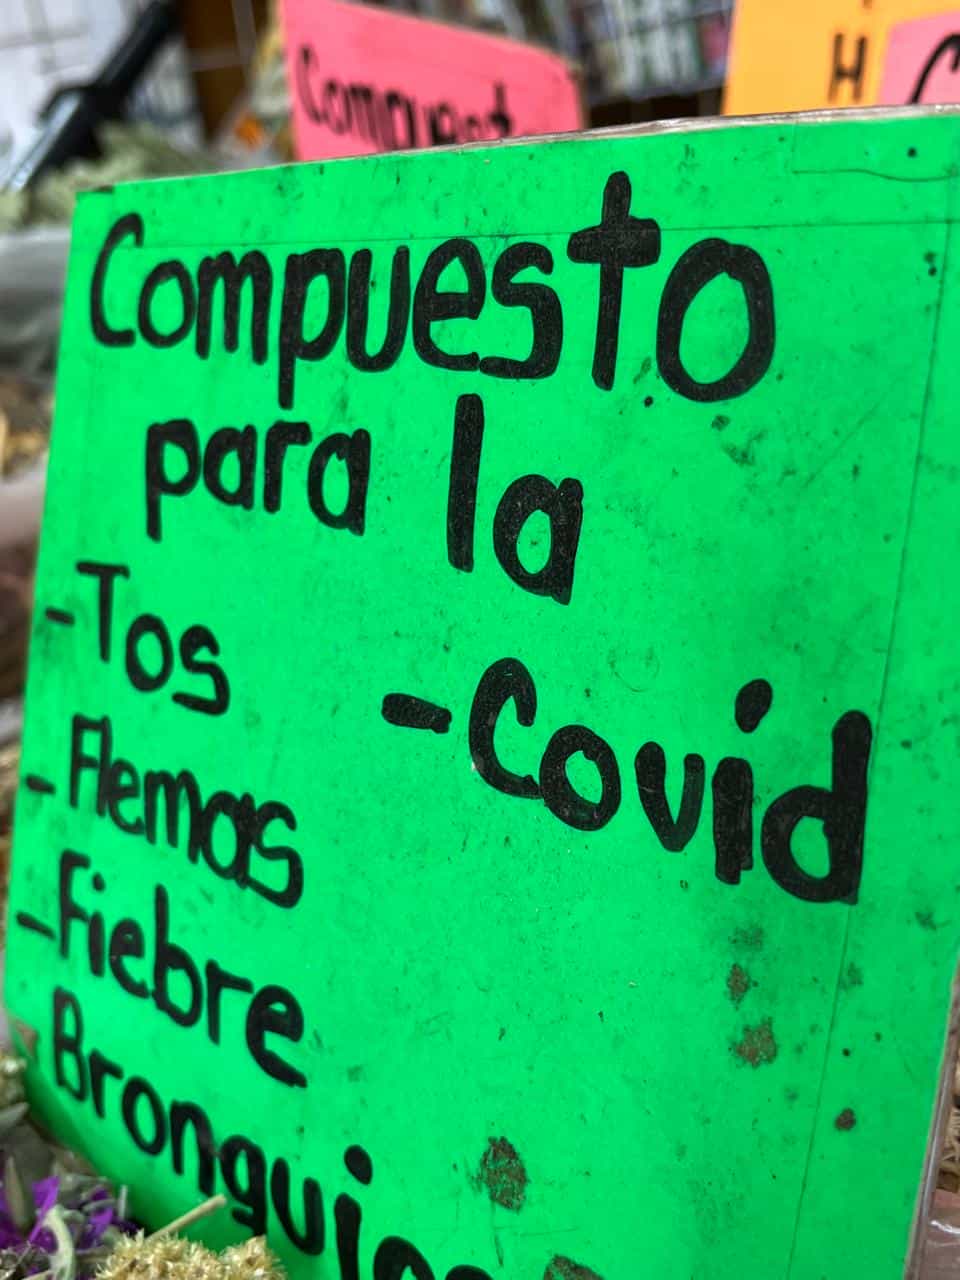 Compuesto
H
Compuesto
para la
-Tos
-Covid
-Flemas
-Fiebre